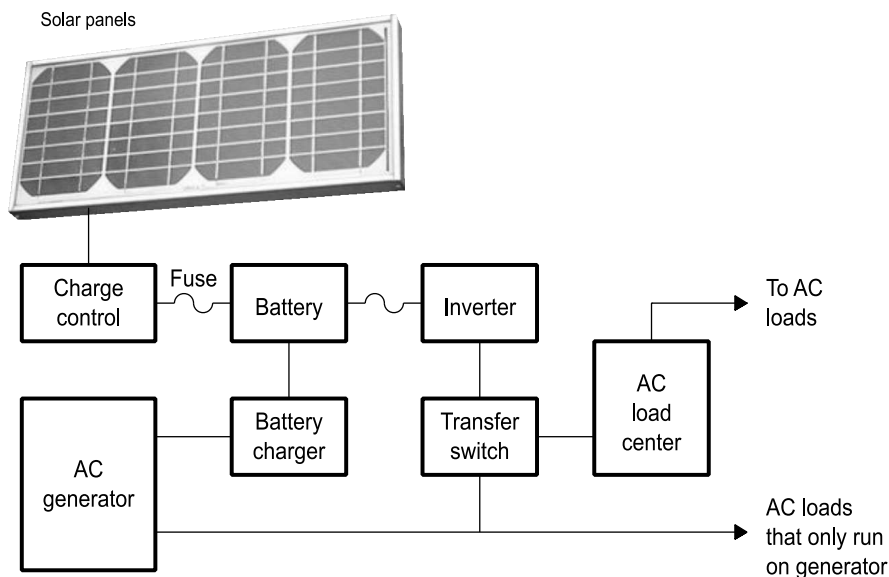 Solar panels
Charge
control
Fuse
Battery
Inverter
To AC
loads
AC
load
center
AC
generator
Battery
charger
Transfer
switch
AC loads
that only run
on generator